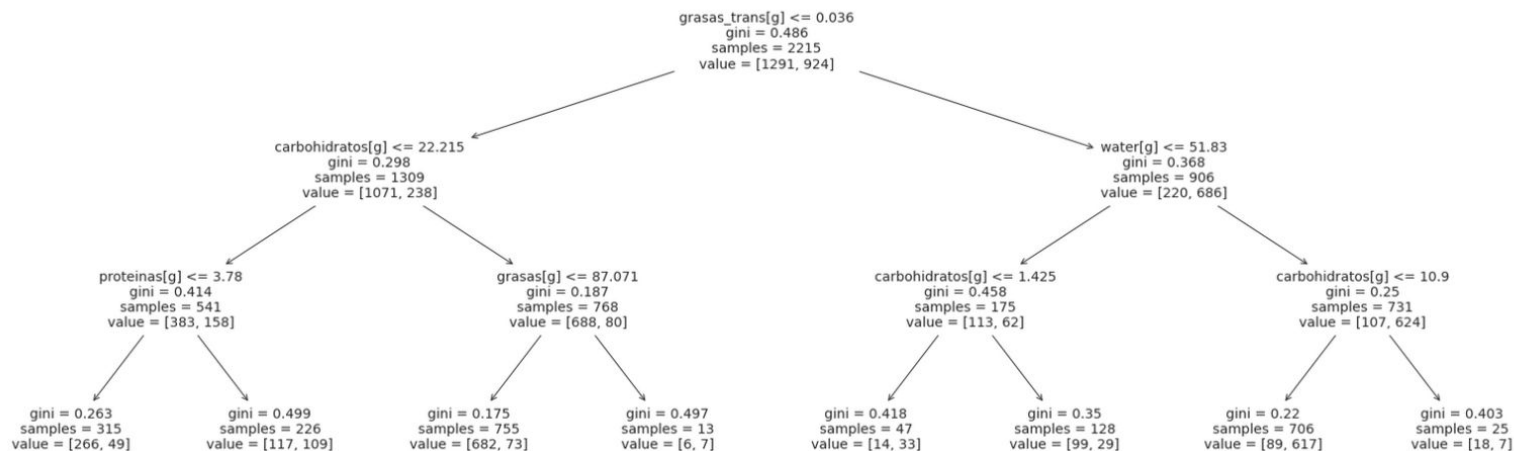 grasas_trans[g] <= 0.036
gini = 0.486
samples = 2215
value = [1291, 924]
carbohidratos[g] <= 22.215
gini = 0.298
samples = 1309
value = [1071, 238]
water[g] <= 51.83
gini = 0.368
samples = 906
value = [220, 686]
proteinas[g] <= 3.78
gini = 0.414
samples = 541
value = [383, 158]
grasas[g] <= 87.071
gini = 0.187
samples = 768
value = [688, 80]
carbohidratos[g] <= 1.425
gini = 0.458
samples = 175
value = [113, 62]
carbohidratos[g] <= 10.9
gini = 0.25
samples = 731
value = [107, 624]
gini = 0.263
samples = 315
value = [266, 49]
gini = 0.499
samples = 226
value = [117, 109]
gini = 0.175
samples = 755
value = [682, 73]
gini = 0.497
samples = 13
value = [6, 7]
gini = 0.418
samples = 47
value = [14, 33]
gini = 0.35
samples = 128
value = [99, 29]
gini = 0.22
samples = 706
value = [89, 617]
gini = 0.403
samples = 25
value = [18, 7]